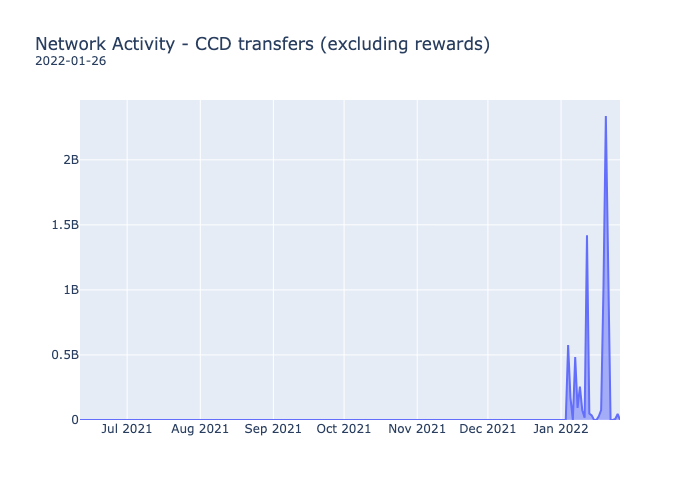 Network Activity - CCD transfers (excluding rewards)
2022-01-26
2B
1.5B
1B
0.5B
0
Jul 2021 Aug 2021 Sep 2021 Oct 2021 Nov 2021 Dec 2021 Jan 2022